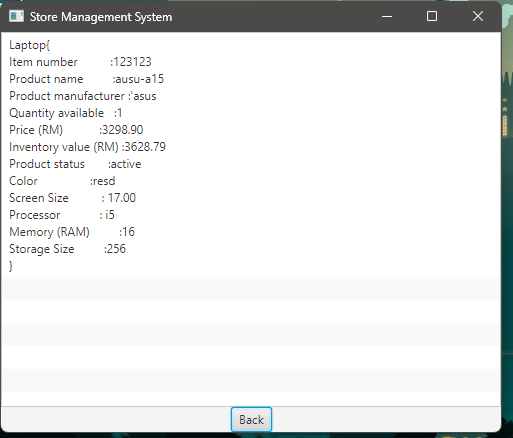 Store Management System
Laptop{
Item number :123123
Product name :ausu-a15
Product manufacturer :'asus
Quantity available :1
Price (RM) :3298.90
Inventory value (RM) :3628.79
Product status :active
Color :resd
Screen Size : 17.00
Processor : i5
Memory (RAM) :16
Storage Size :256
}
Back